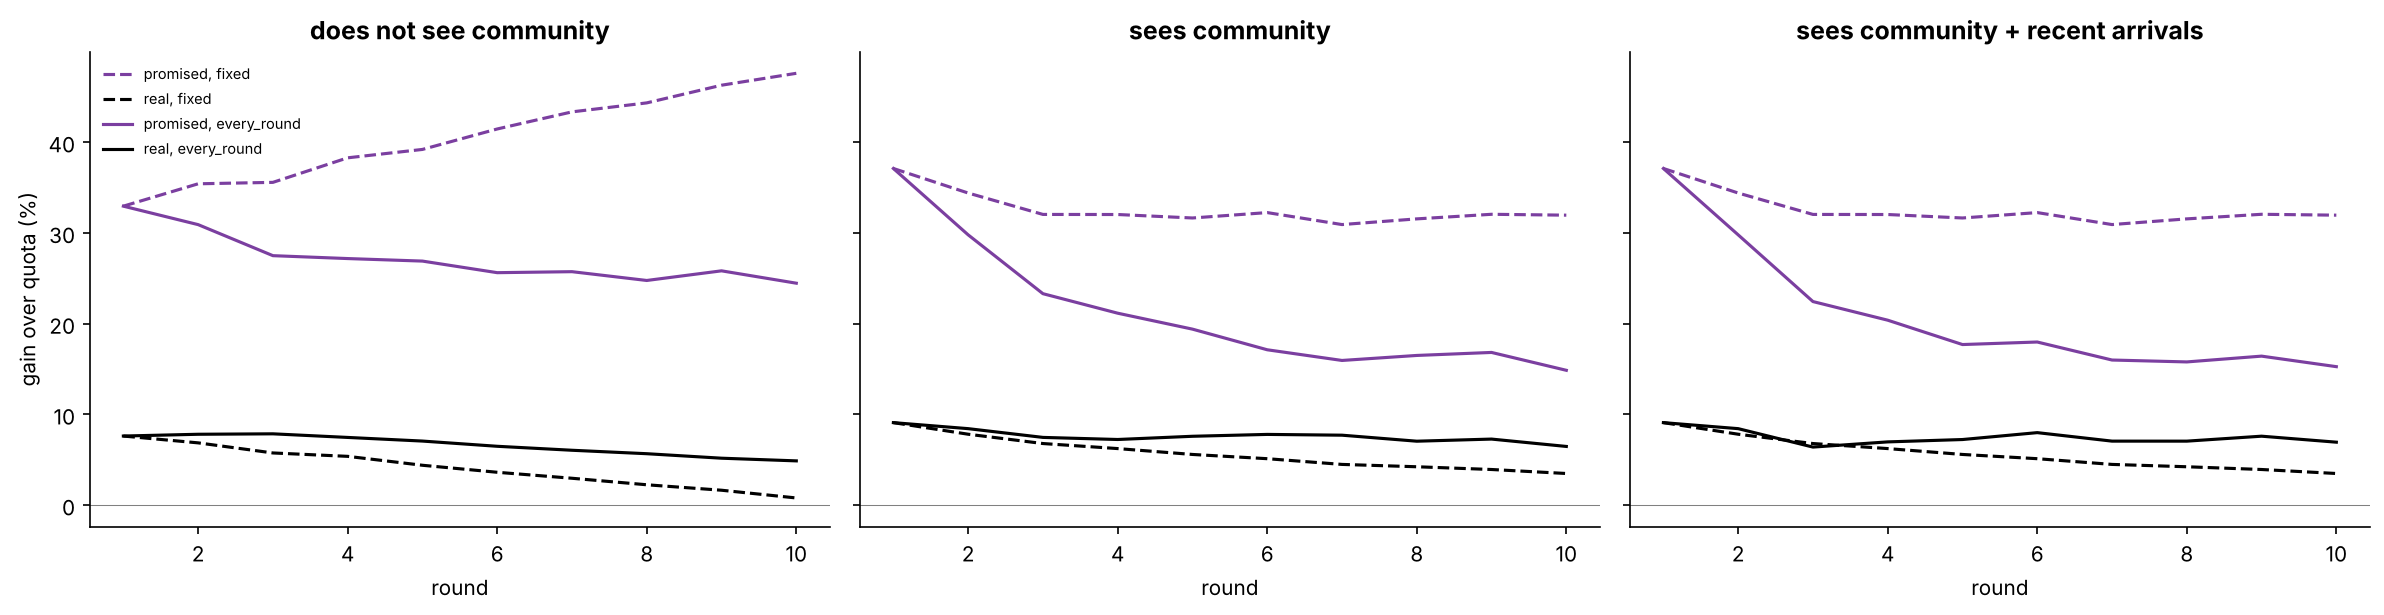 does not see community
sees community
sees community + recent arrivals
promised, fixed
real, fixed
promised, every_round
real, every_round
gain over quota (%)
40
30
20
10
0
2 4 6 8 10
2 4 6 8 10
2 4 6 8 10
round
round
round